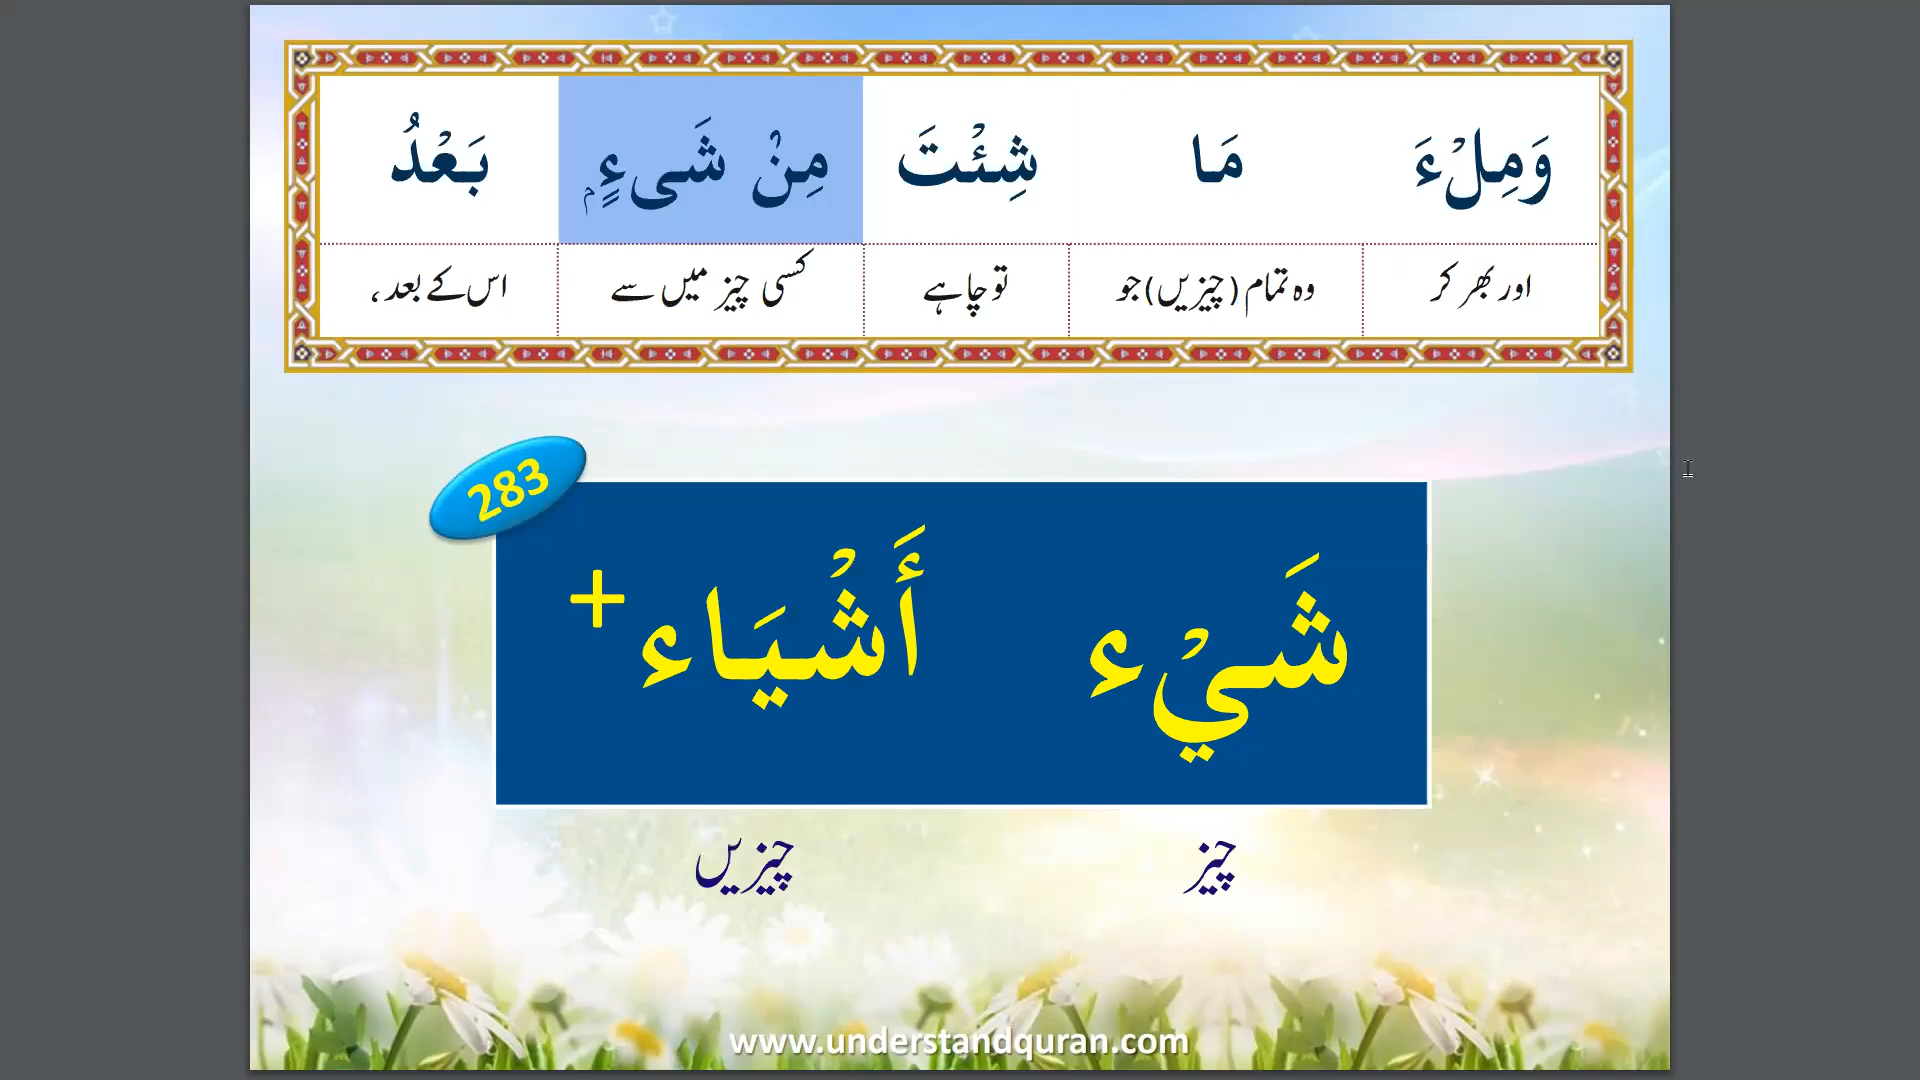 وَمِلْءَ مَا شِئْتَ مِنْ شَیءٍۭ بَعْدُ
اور بھر کر وہ تمام (چیزیں) جو تو چاہے کسی چیز میں سے اس کے بعد،
283
شَيْء أَشْيَاء +
چیز چیزیں
www.understandquran.com